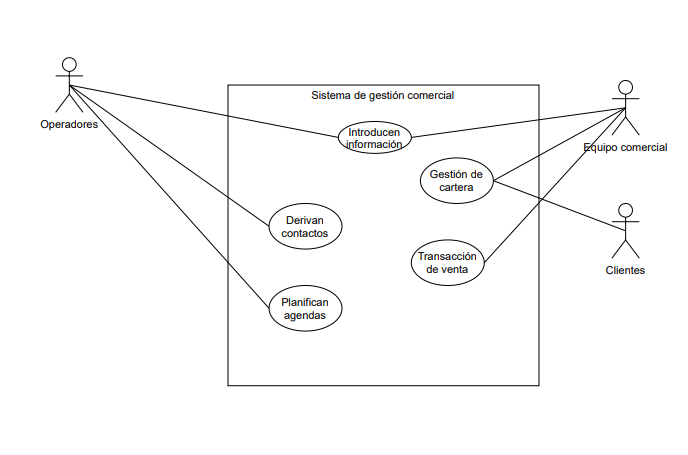 Sistema de gestión comercial
Operadores
Introducen
información
Equipo comercial
Gestión de
cartera
Derivan
contactos
Transacción
de venta
Clientes
Planifican
agendas